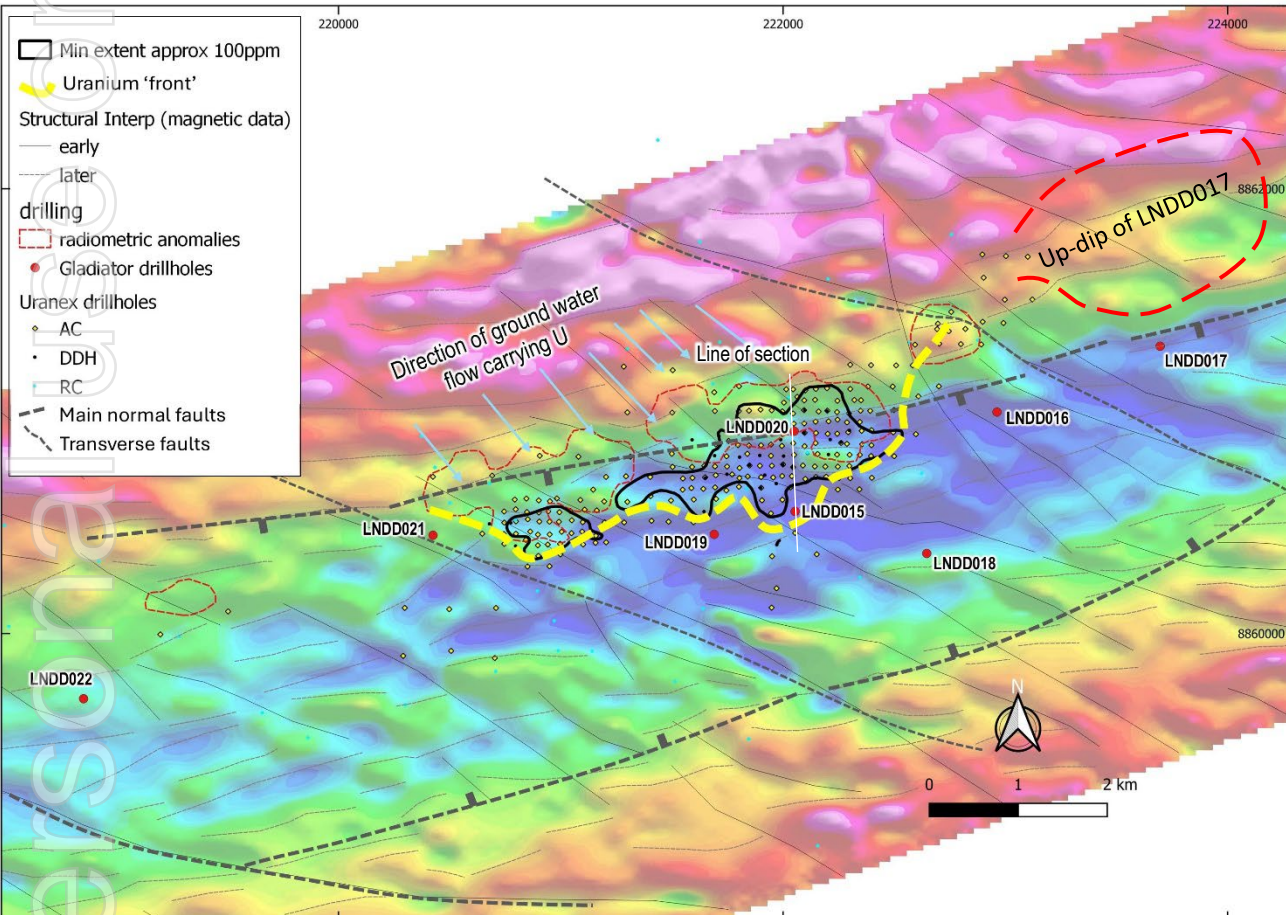 220000
222000
224000
Min extent approx 100ppm
Uranium 'front'
Structural Interp (magnetic data)
early
later
drilling
radiometric anomalies
Gladiator drillholes
Uranex drillholes
AC
DDH
RC
Main normal faults
Transverse faults
8862000
Up-dip of LNDD017
Direction of ground water
flow carrying U
Line of section
LNDD017
LNDD016
LNDD020
LNDD015
LNDD021
LNDD019
LNDD018
8860000
LNDD022
N
0 1 2 km
ersonal use or